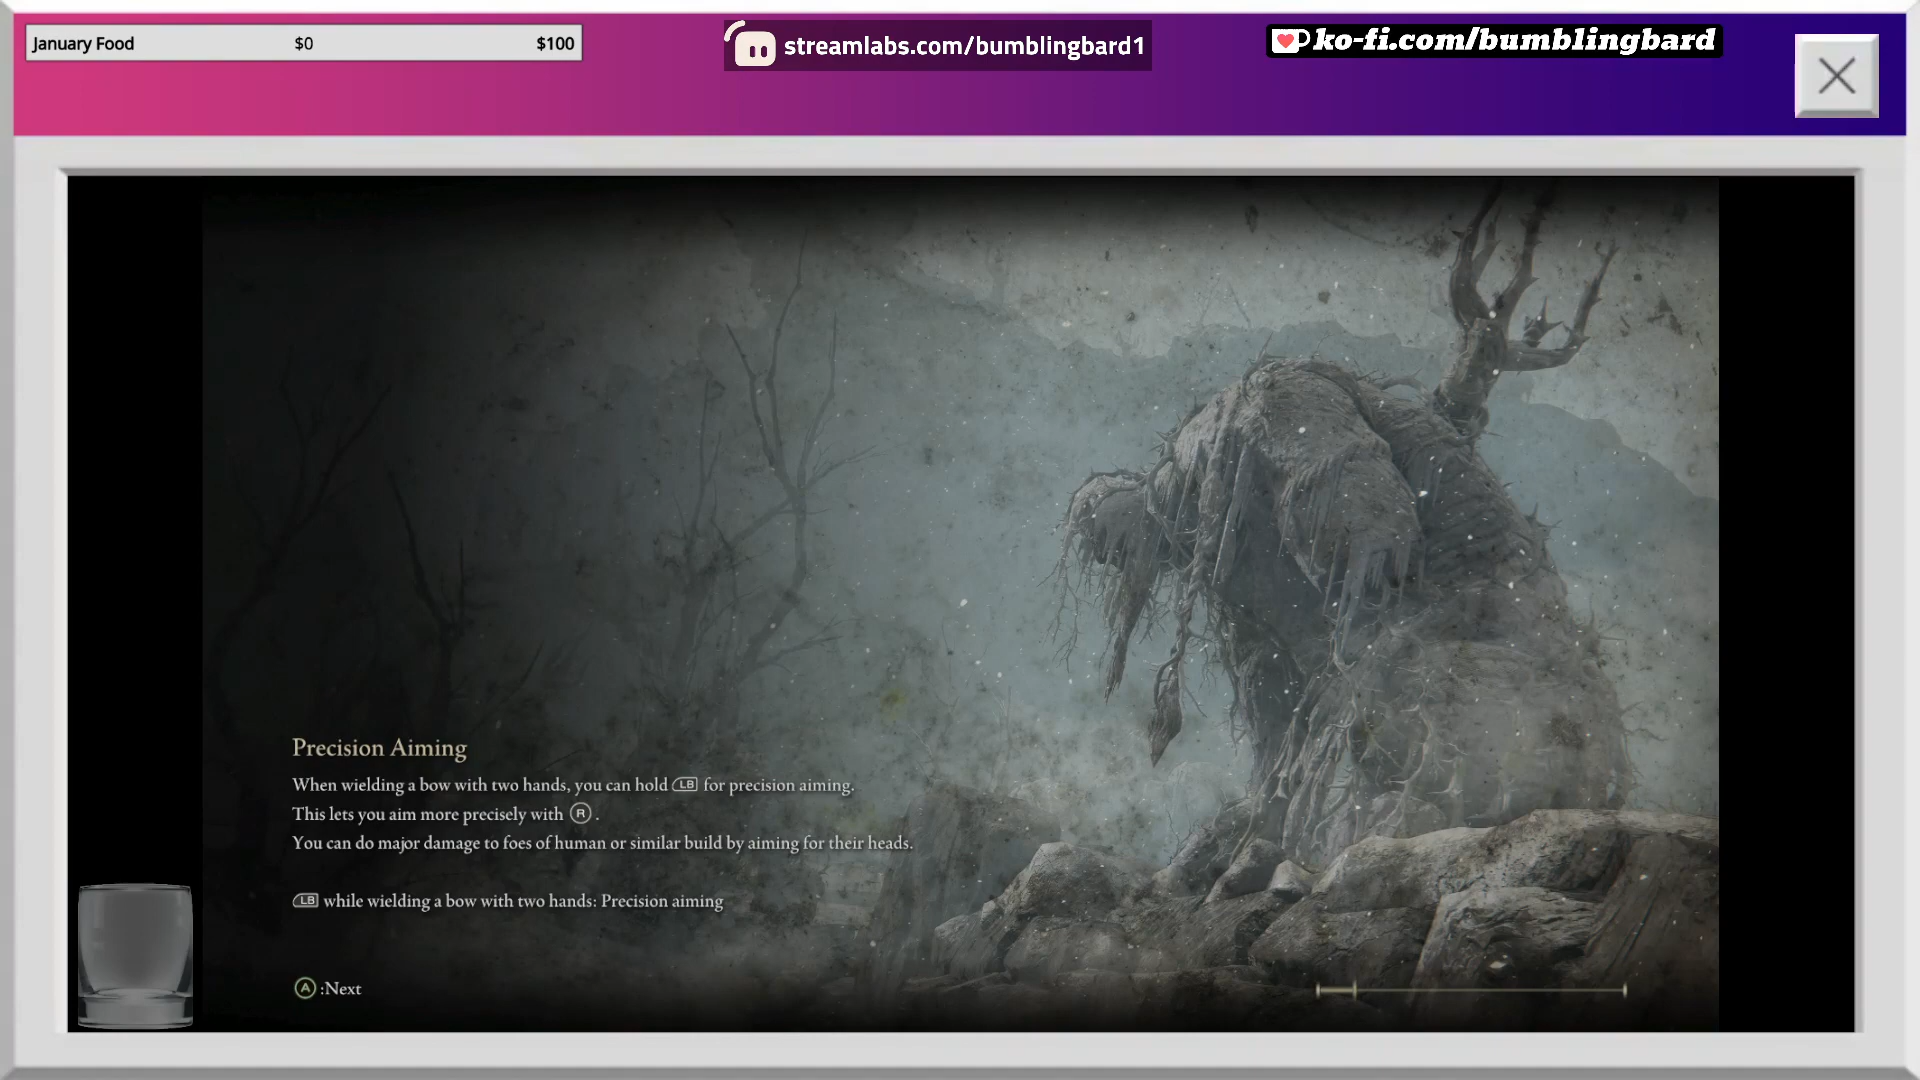 January Food $0 $100
streamlabs.com/bumblingbard1
ko-fi.com/bumblingbard
Precision Aiming
When wielding a bow with two hands, you can hold LB for precision aiming.
This lets you aim more precisely with R.
You can do major damage to foes of human or similar build by aiming for their heads.
LB while wielding a bow with two hands: Precision aiming
A:Next